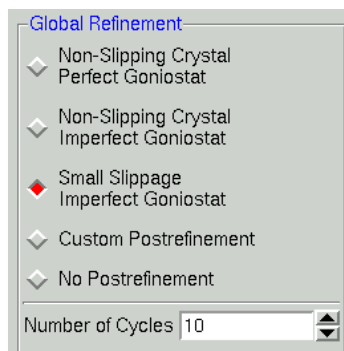 Global Refinement
Non-Slipping Crystal
Perfect Goniostat
Non-Slipping Crystal
Imperfect Goniostat
Small Slippage
Imperfect Goniostat
Custom Postrefinement
No Postrefinement
Number of Cycles 10